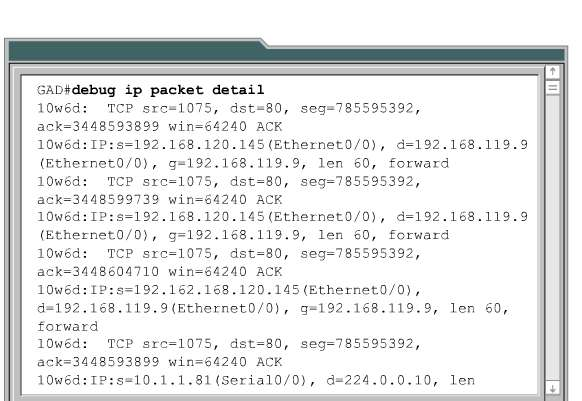 GAD#debug ip packet detail
10w6d:  TCP src=1075, dst=80, seg=785595392,
ack=3448593899 win=64240 ACK
10w6d:IP:s=192.168.120.145(Ethernet0/0), d=192.168.119.9
(Ethernet0/0), g=192.168.119.9, len 60, forward
10w6d:  TCP src=1075, dst=80, seg=785595392,
ack=3448599739 win=64240 ACK
10w6d:IP:s=192.168.120.145(Ethernet0/0), d=192.168.119.9
(Ethernet0/0), g=192.168.119.9, len 60, forward
10w6d:  TCP src=1075, dst=80, seg=785595392,
ack=3448604710 win=64240 ACK
10w6d:IP:s=192.162.168.120.145(Ethernet0/0),
d=192.168.119.9(Ethernet0/0), g=192.168.119.9, len 60,
forward
10w6d:  TCP src=1075, dst=80, seg=785595392,
ack=3448593899 win=64240 ACK
10w6d:IP:s=10.1.1.81(Serial0/0), d=224.0.0.10, len